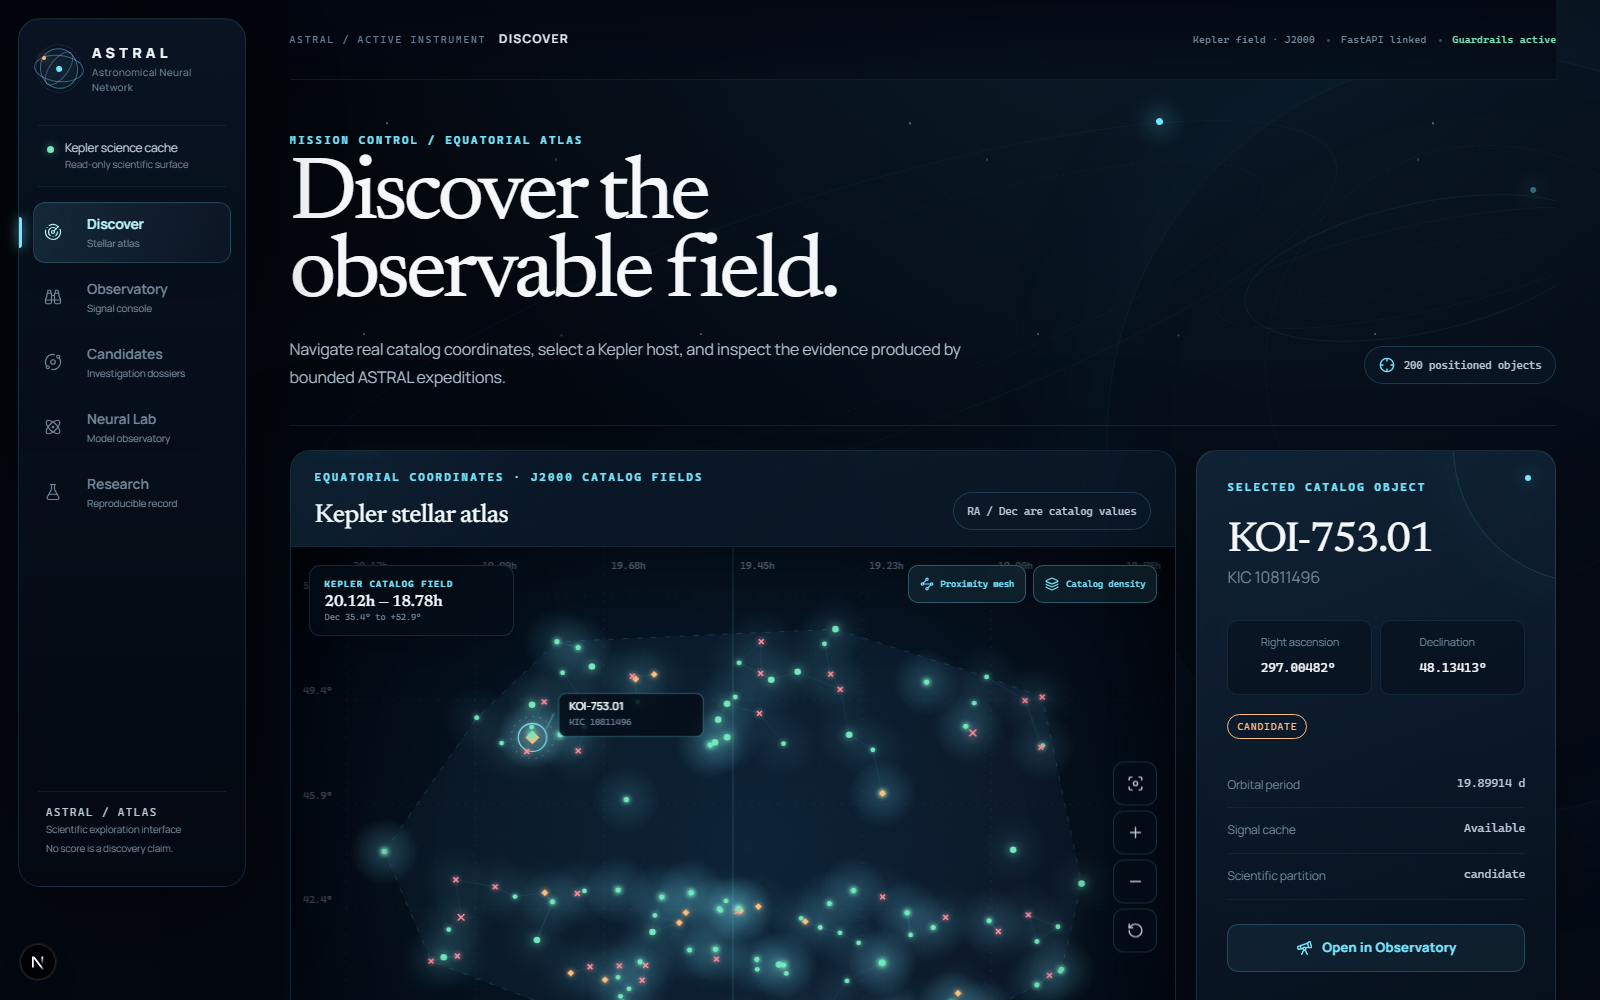 ASTRAL
Astronomical Neural
Network
Kepler science cache
Read-only scientific surface
Discover
Stellar atlas
Observatory
Signal console
Candidates
Investigation dossiers
Neural Lab
Model observatory
Research
Reproducible record
ASTRAL / ATLAS
Scientific exploration interface
No score is a discovery claim.
N
ASTRAL / ACTIVE INSTRUMENT DISCOVER
Kepler field · J2000 • FastAPI linked • Guardrails active
MISSION CONTROL / EQUATORIAL ATLAS
Discover the
observable field.
Navigate real catalog coordinates, select a Kepler host, and inspect the evidence produced by
bounded ASTRAL expeditions.
200 positioned objects
EQUATORIAL COORDINATES · J2000 CATALOG FIELDS
Kepler stellar atlas
RA / Dec are catalog values
19.68h 19.45h 19.23h
KEPLER CATALOG FIELD
20.12h — 18.78h
Dec 35.4° to +52.9°
Proximity mesh
Catalog density
49.4°
KOI-753.01
KIC 10811496
45.9°
42.4°
SELECTED CATALOG OBJECT
KOI-753.01
KIC 10811496
Right ascension
297.00482°
Declination
48.13413°
CANDIDATE
Orbital period 19.89914 d
Signal cache Available
Scientific partition candidate
Open in Observatory